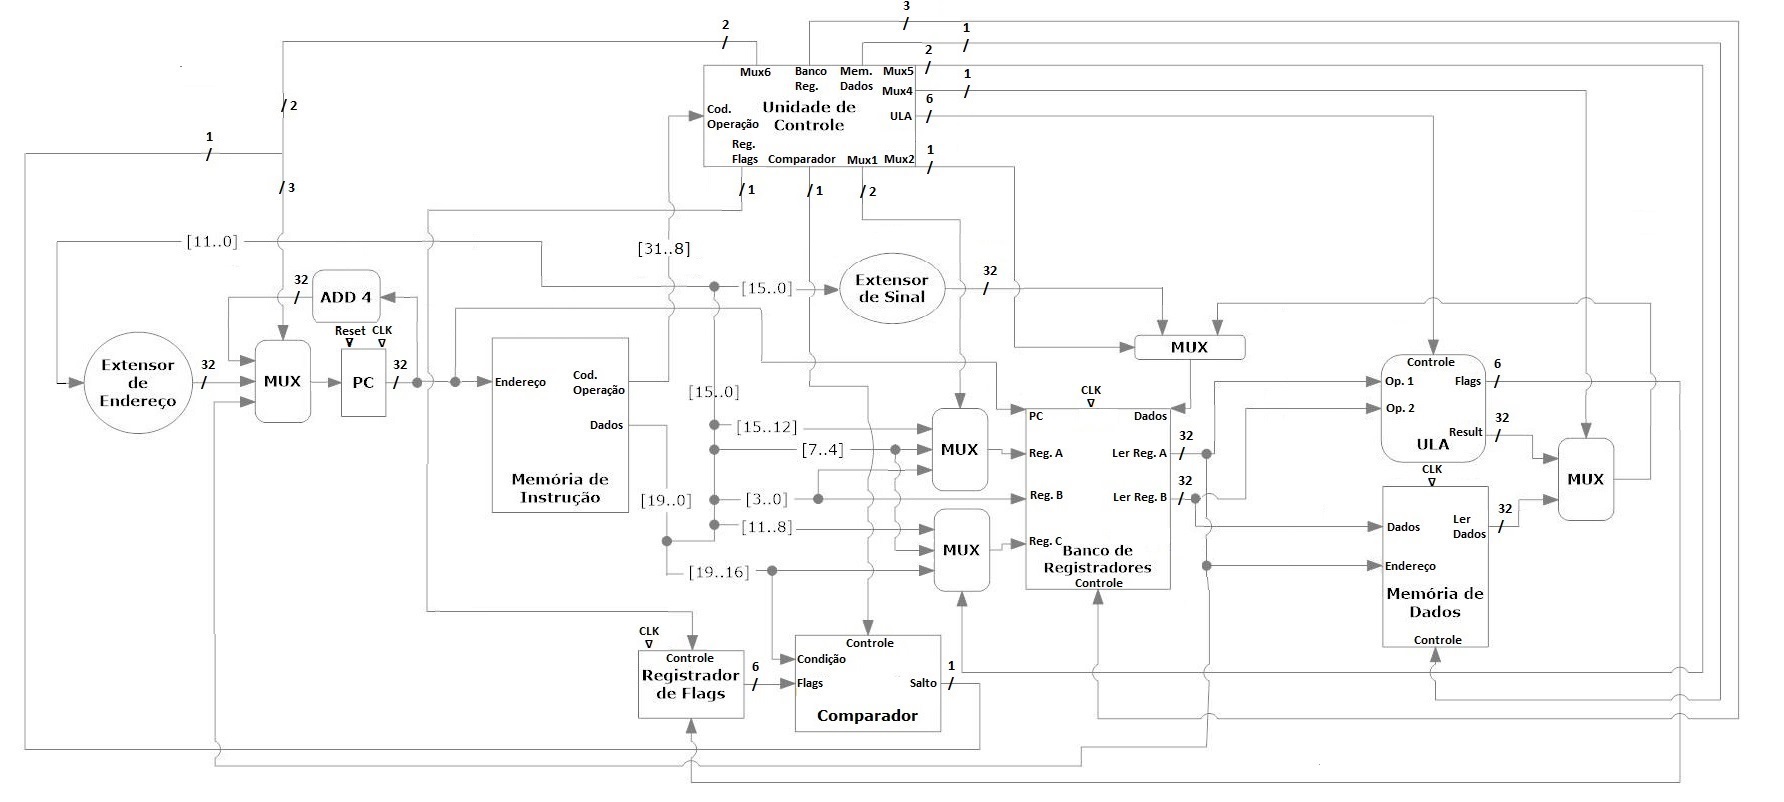 3
2
1
2
1
6
1
Mux6
Banco
Reg.
Mem.
Dados
Mux5
Mux4
Cod.
Operação
Unidade de
Controle
ULA
Reg.
Flags
Comparador
Mux1
Mux2
2
1
3
1
1
2
[11..0]
[31..8]
[15..0]
Extensor
de Sinal
32
32
ADD 4
Reset
CLK
Extensor
de
Endereço
32
MUX
PC
32
Endereço
Cod.
Operação
Dados
Memória de
Instrução
[15..0]
[15..12]
[7..4]
[19..0]
[3..0]
[11..8]
[19..16]
MUX
MUX
MUX
CLK
PC
Dados
Reg. A
Ler Reg. A
32
Reg. B
Ler Reg. B
32
Reg. C
Banco de
Registradores
Controle
Controle
Op. 1
Flags
6
Op. 2
Result
32
ULA
CLK
MUX
Dados
Ler
Dados
32
Endereço
Memória de
Dados
Controle
CLK
Controle
Registrador
de Flags
6
Controle
Condição
Flags
Salto
1
Comparador